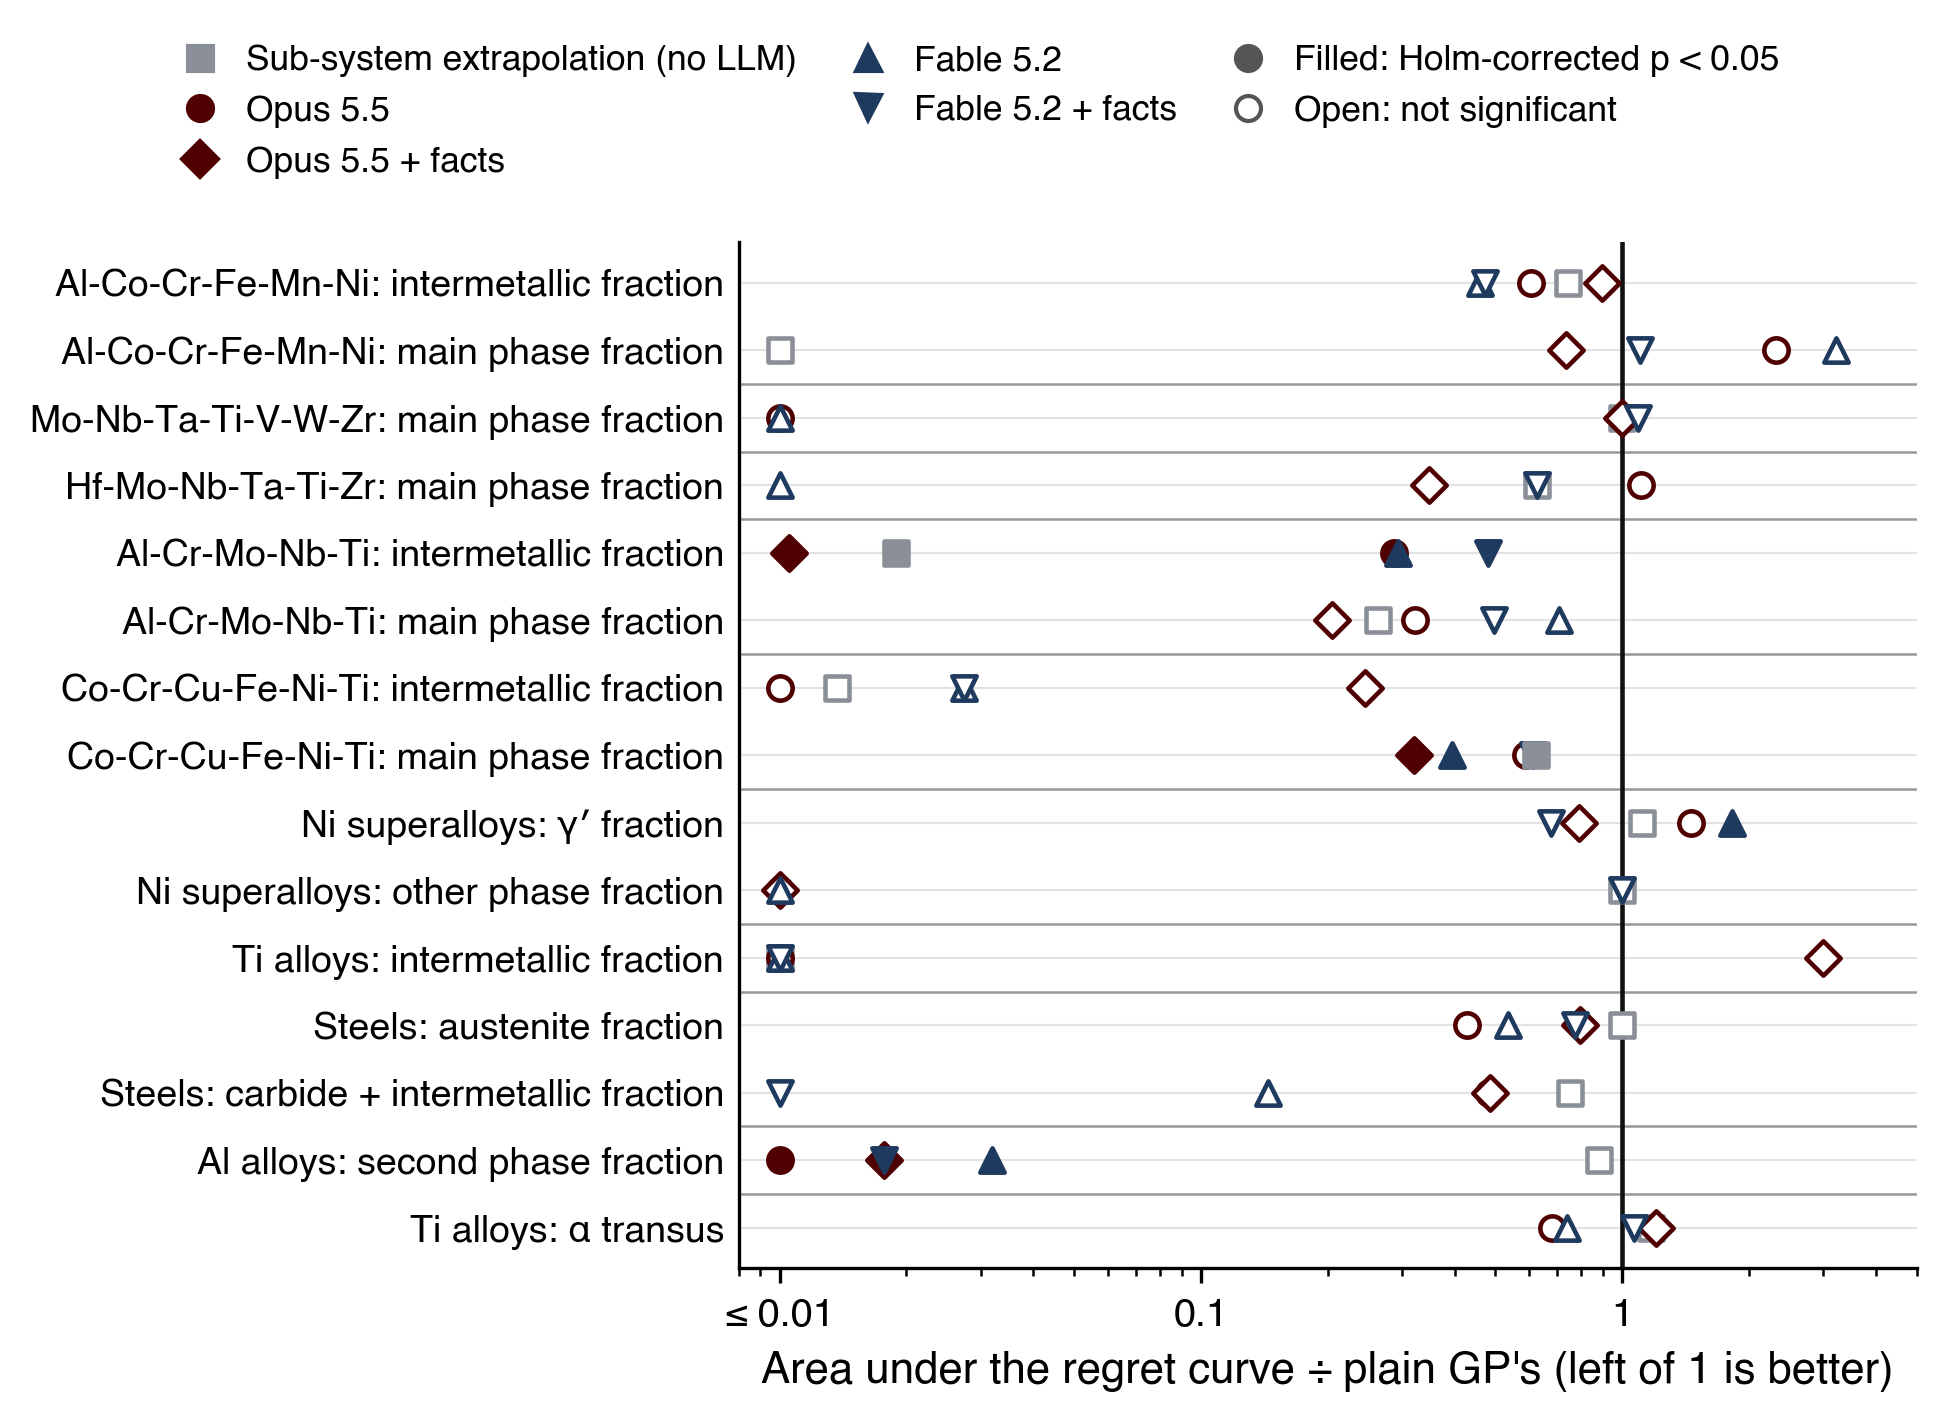 Sub-system extrapolation (no LLM)
Opus 5.5
Opus 5.5 + facts
Fable 5.2
Fable 5.2 + facts
Filled: Holm-corrected p < 0.05
Open: not significant
Al-Co-Cr-Fe-Mn-Ni: intermetallic fraction
Al-Co-Cr-Fe-Mn-Ni: main phase fraction
Mo-Nb-Ta-Ti-V-W-Zr: main phase fraction
Hf-Mo-Nb-Ta-Ti-Zr: main phase fraction
Al-Cr-Mo-Nb-Ti: intermetallic fraction
Al-Cr-Mo-Nb-Ti: main phase fraction
Co-Cr-Cu-Fe-Ni-Ti: intermetallic fraction
Co-Cr-Cu-Fe-Ni-Ti: main phase fraction
Ni superalloys: γ′ fraction
Ni superalloys: other phase fraction
Ti alloys: intermetallic fraction
Steels: austenite fraction
Steels: carbide + intermetallic fraction
Al alloys: second phase fraction
Ti alloys: α transus
≤ 0.01 0.1 1
Area under the regret curve ÷ plain GP's (left of 1 is better)